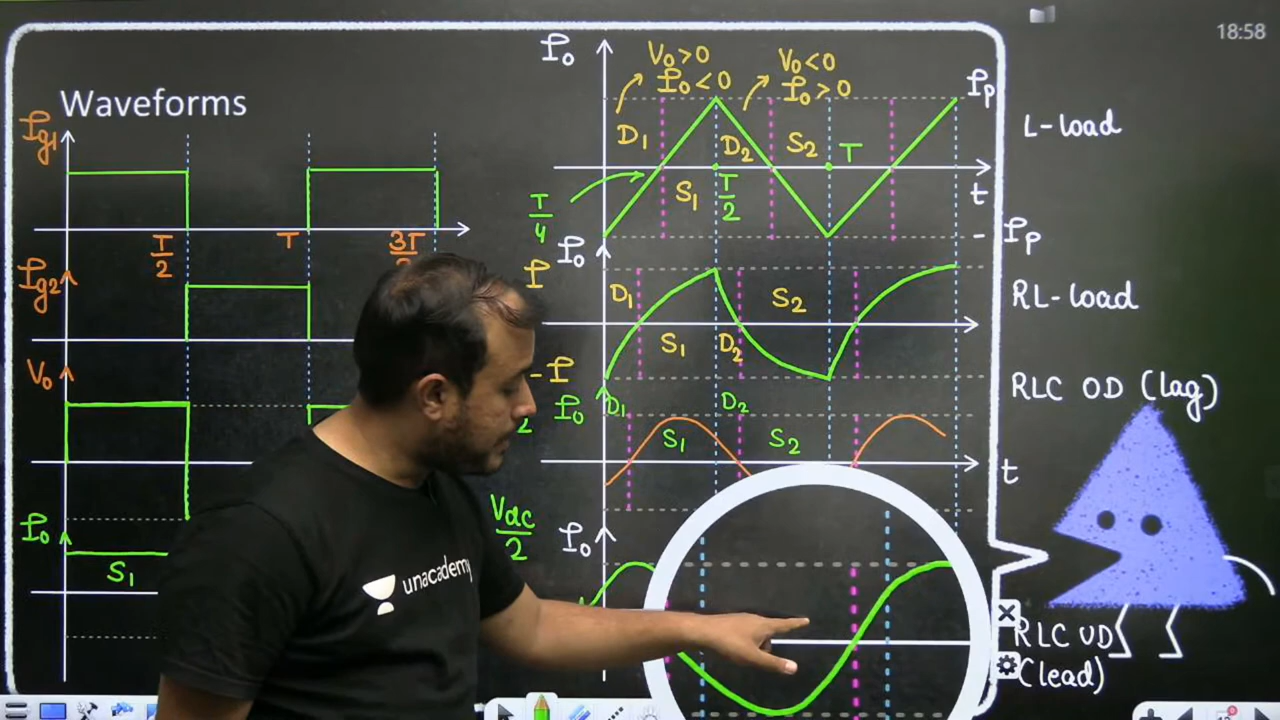 18:58
Waveforms
Ig1
T/2
T
3T
Ig2
V0
I0
S1
unacademy
Vdc/2
I0
V0>0
I0<0
V0<0
I0>0
Ip
D1
S1
D2
S2
T
T/4
T/2
t
-Ip
L-load
I0
I
D1
S1
D2
S2
-I
RL-load
I0
D1
S1
D2
S2
t
RLC OD (lag)
I0
RLC UD
(lead)